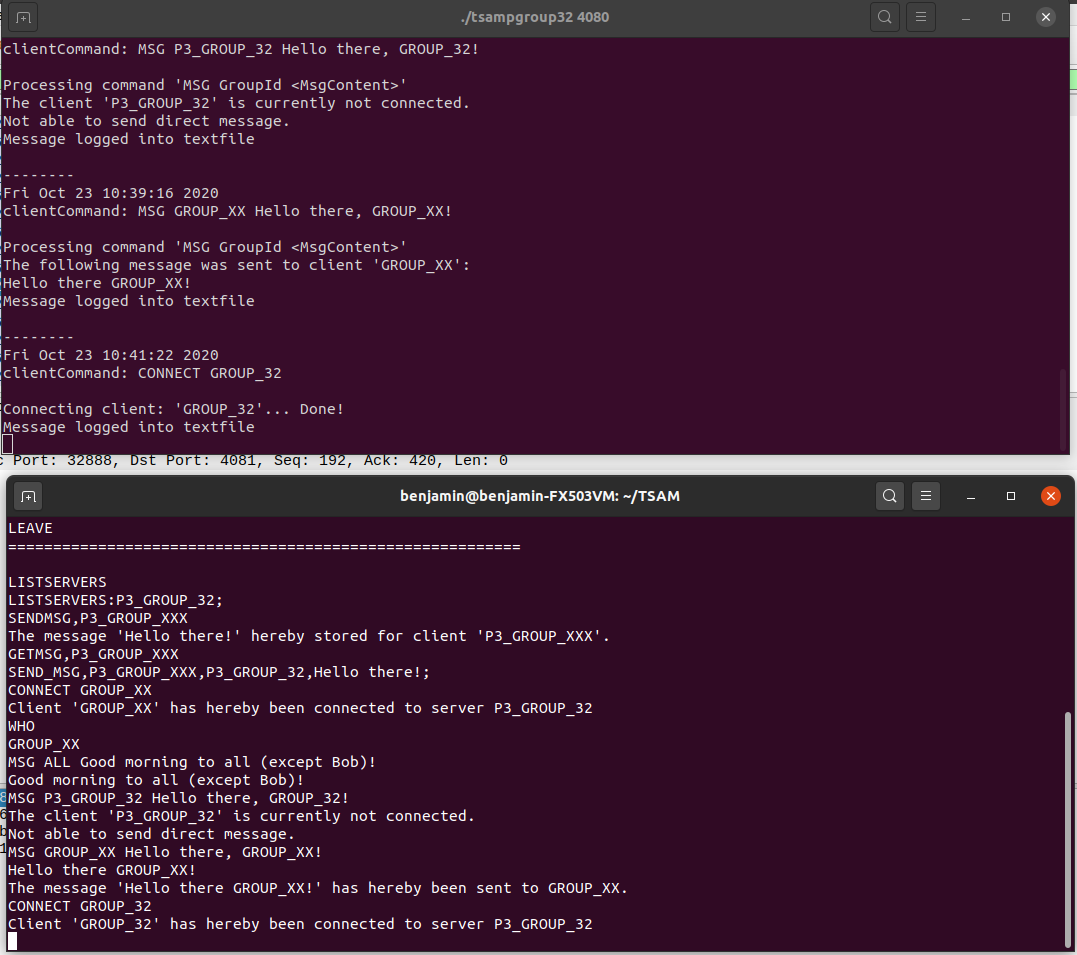 ./tsampgroup32 4080
clientCommand: MSG P3_GROUP_32 Hello there, GROUP_32!
Processing command 'MSG GroupId <MsgContent>'
The client 'P3_GROUP_32' is currently not connected.
Not able to send direct message.
Message logged into textfile
--------
Fri Oct 23 10:39:16 2020
clientCommand: MSG GROUP_XX Hello there, GROUP_XX!
Processing command 'MSG GroupId <MsgContent>'
The following message was sent to client 'GROUP_XX':
Hello there GROUP_XX!
Message logged into textfile
--------
Fri Oct 23 10:41:22 2020
clientCommand: CONNECT GROUP_32
Connecting client: 'GROUP_32'... Done!
Message logged into textfile
c Port: 32888, Dst Port: 4081, Seq: 192, Ack: 420, Len: 0
benjamin@benjamin-FX503VM: ~/TSAM
LEAVE
=========================================================
LISTSERVERS
LISTSERVERS:P3_GROUP_32;
SENDMSG,P3_GROUP_XXX
The message 'Hello there!' hereby stored for client 'P3_GROUP_XXX'.
GETMSG,P3_GROUP_XXX
SEND_MSG,P3_GROUP_XXX,P3_GROUP_32,Hello there!;
CONNECT GROUP_XX
Client 'GROUP_XX' has hereby been connected to server P3_GROUP_32
WHO
GROUP_XX
MSG ALL Good morning to all (except Bob)!
Good morning to all (except Bob)!
MSG P3_GROUP_32 Hello there, GROUP_32!
The client 'P3_GROUP_32' is currently not connected.
Not able to send direct message.
MSG GROUP_XX Hello there, GROUP_XX!
Hello there GROUP_XX!
The message 'Hello there GROUP_XX!' has hereby been sent to GROUP_XX.
CONNECT GROUP_32
Client 'GROUP_32' has hereby been connected to server P3_GROUP_32